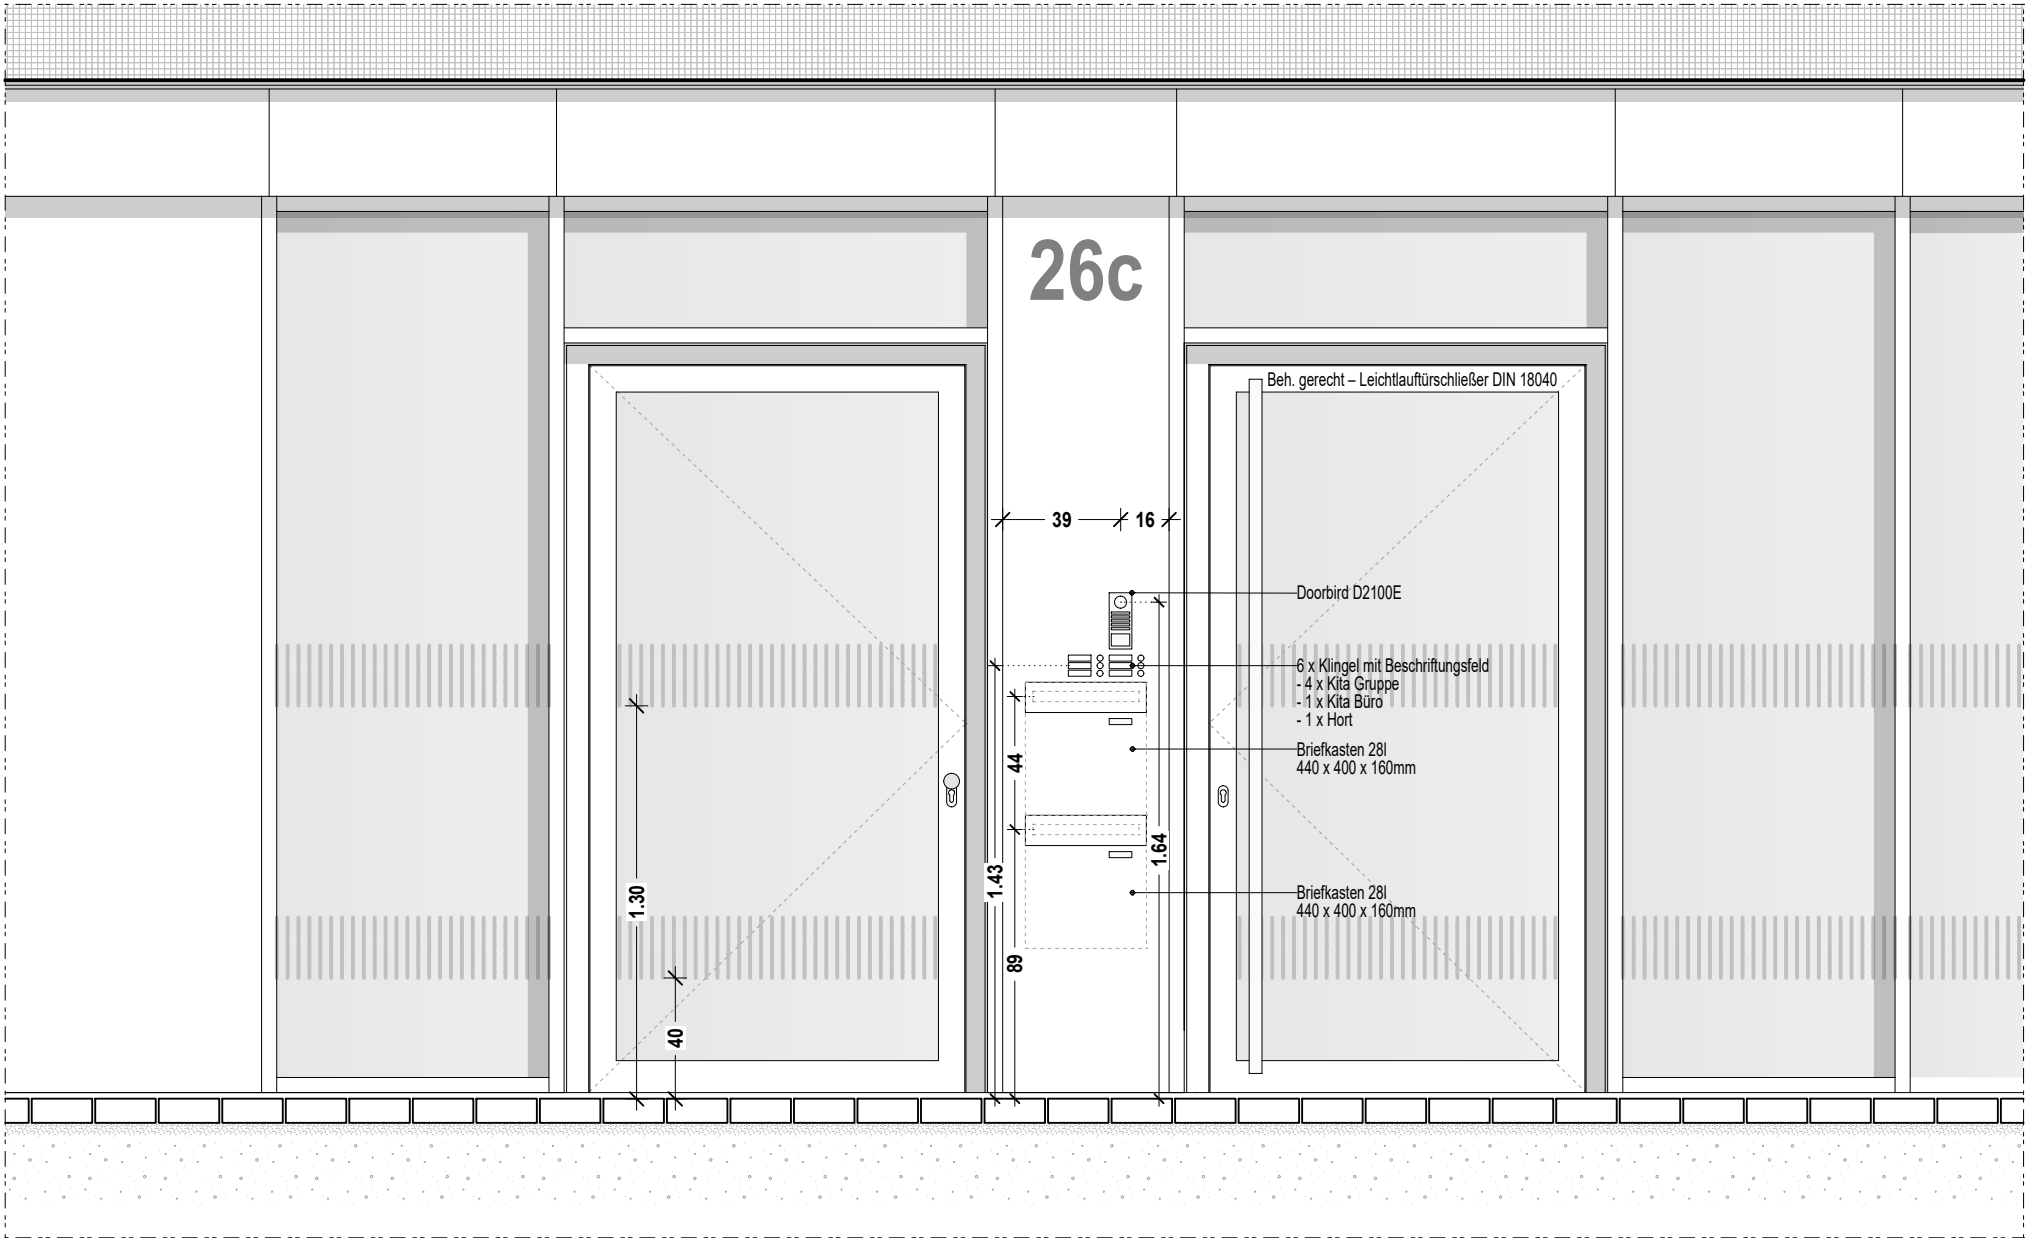 26c
Beh. gerecht – Leichtlauftürschließer DIN 18040
39
16
Doorbird D2100E
6 x Klingel mit Beschriftungsfeld
- 4 x Kita Gruppe
- 1 x Kita Büro
- 1 x Hort
Briefkasten 28l
440 x 400 x 160mm
44
1.64
1.43
1.30
Briefkasten 28l
440 x 400 x 160mm
89
40